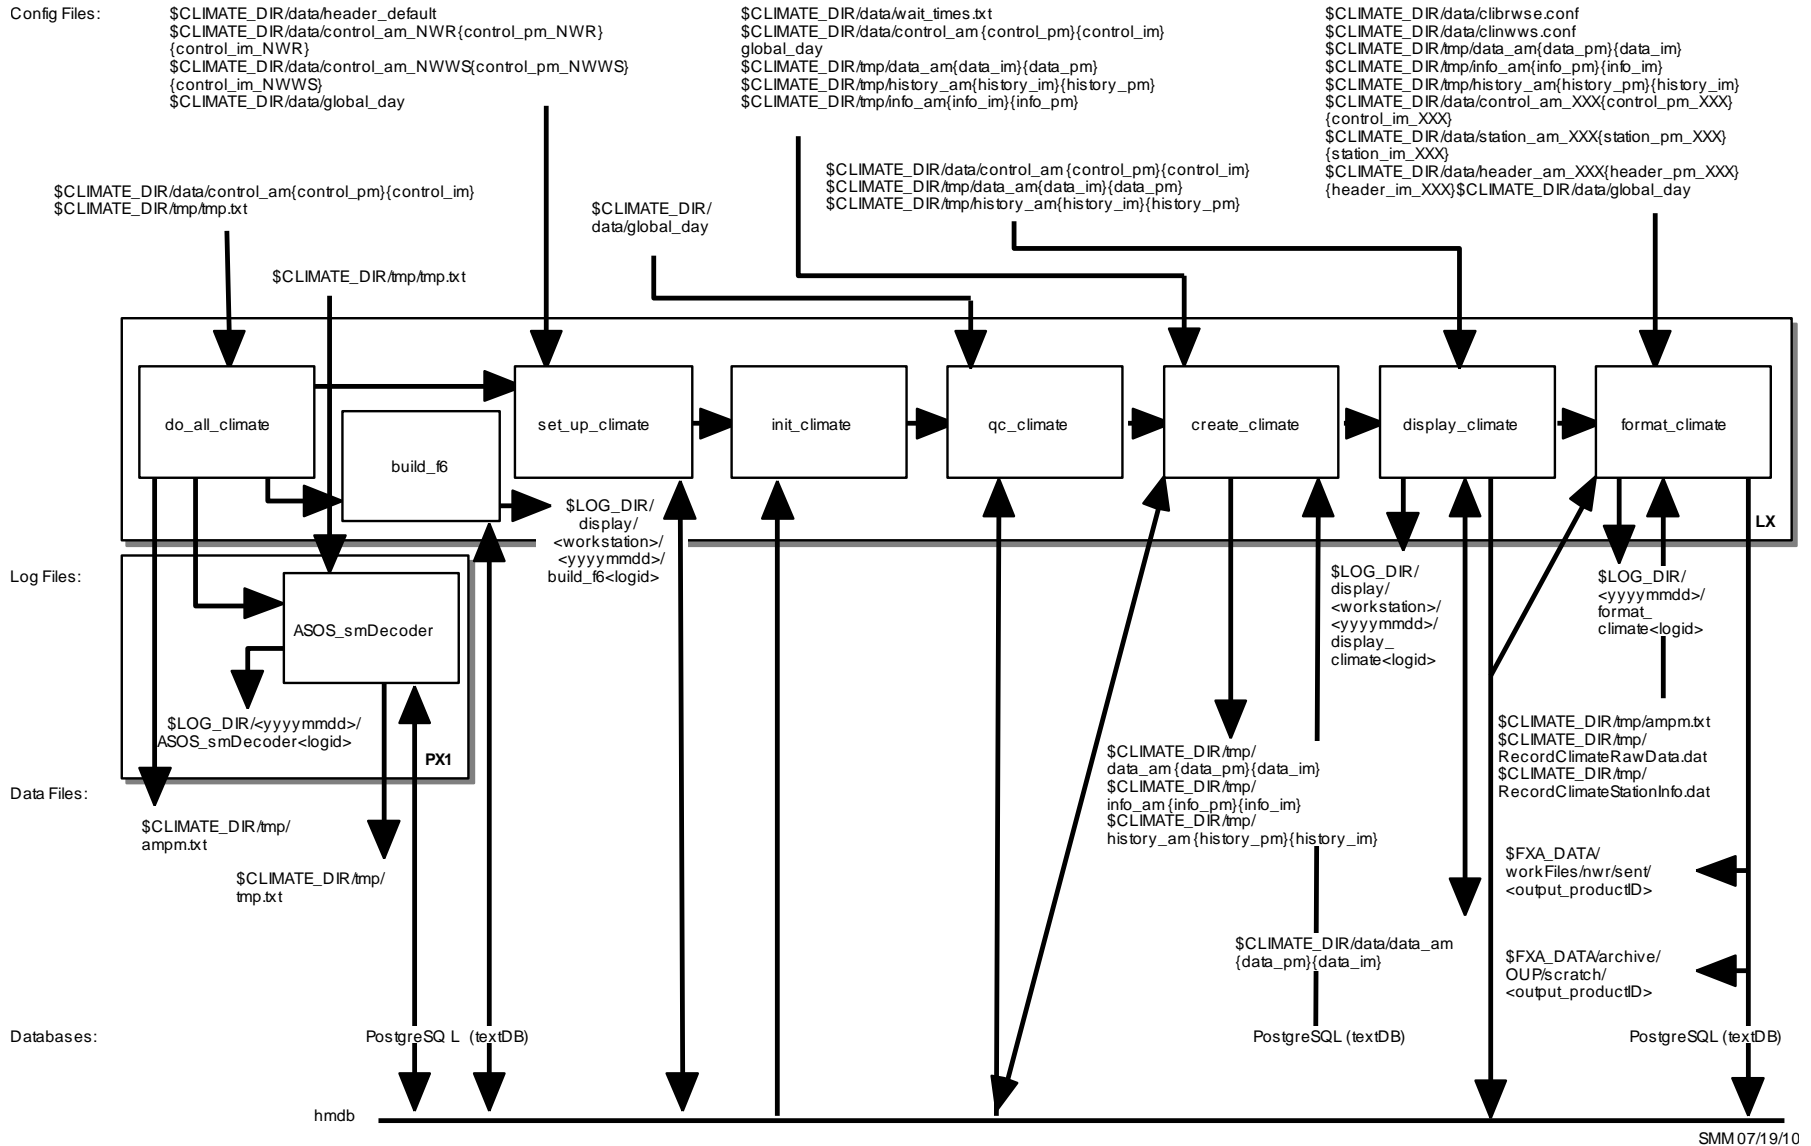 Config Files:
$CLIMATE_DIR/data/header_default
$CLIMATE_DIR/data/control_am_NWR{control_pm_NWR}
{control_im_NWR}
$CLIMATE_DIR/data/control_am_NWWS{control_pm_NWWS}
{control_im_NWWS}
$CLIMATE_DIR/data/global_day
$CLIMATE_DIR/data/wait_times.txt
$CLIMATE_DIR/data/control_am{control_pm}{control_im}
global_day
$CLIMATE_DIR/tmp/data_am{data_im}{data_pm}
$CLIMATE_DIR/tmp/history_am{history_im}{history_pm}
$CLIMATE_DIR/tmp/info_am{info_im}{info_pm}
$CLIMATE_DIR/data/clibrwse.conf
$CLIMATE_DIR/data/clinwws.conf
$CLIMATE_DIR/tmp/data_am{data_pm}{data_im}
$CLIMATE_DIR/tmp/info_am{info_pm}{info_im}
$CLIMATE_DIR/tmp/history_am{history_pm}{history_im}
$CLIMATE_DIR/data/control_am_XXX{control_pm_XXX}
{control_im_XXX}
$CLIMATE_DIR/data/station_am_XXX{station_pm_XXX}
{station_im_XXX}
$CLIMATE_DIR/data/header_am_XXX{header_pm_XXX}
{header_im_XXX}$CLIMATE_DIR/data/global_day
$CLIMATE_DIR/data/control_am{control_pm}{control_im}
$CLIMATE_DIR/tmp/tmp.txt
$CLIMATE_DIR/
data/global_day
$CLIMATE_DIR/data/control_am{control_pm}{control_im}
$CLIMATE_DIR/tmp/data_am{data_im}{data_pm}
$CLIMATE_DIR/tmp/history_am{history_im}{history_pm}
$CLIMATE_DIR/tmp/tmp.txt
do_all_climate
build_f6
set_up_climate
init_climate
qc_climate
create_climate
display_climate
format_climate
LX
$LOG_DIR/
display/
<workstation>/
<yyyymmdd>/
build_f6<logid>
Log Files:
ASOS_smDecoder
$LOG_DIR/<yyyymmdd>/
ASOS_smDecoder<logid>
PX1
$LOG_DIR/
display/
<workstation>/
<yyyymmdd>/
display_
climate<logid>
$LOG_DIR/
<yyyymmdd>/
format_
climate<logid>
$CLIMATE_DIR/tmp/ampm.txt
$CLIMATE_DIR/tmp/
RecordClimateRawData.dat
$CLIMATE_DIR/tmp/
RecordClimateStationInfo.dat
$CLIMATE_DIR/tmp/
data_am{data_pm}{data_im}
$CLIMATE_DIR/tmp/
info_am{info_pm}{info_im}
$CLIMATE_DIR/tmp/
history_am{history_pm}{history_im}
Data Files:
$CLIMATE_DIR/tmp/
ampm.txt
$CLIMATE_DIR/tmp/
tmp.txt
$FXA_DATA/
workFiles/nwr/sent/
<output_productID>
$CLIMATE_DIR/data/data_am
{data_pm}{data_im}
$FXA_DATA/archive/
OUP/scratch/
<output_productID>
Databases:
PostgreSQ L (textDB)
PostgreSQL (textDB)
PostgreSQL (textDB)
hmdb
SMM 07/19/10